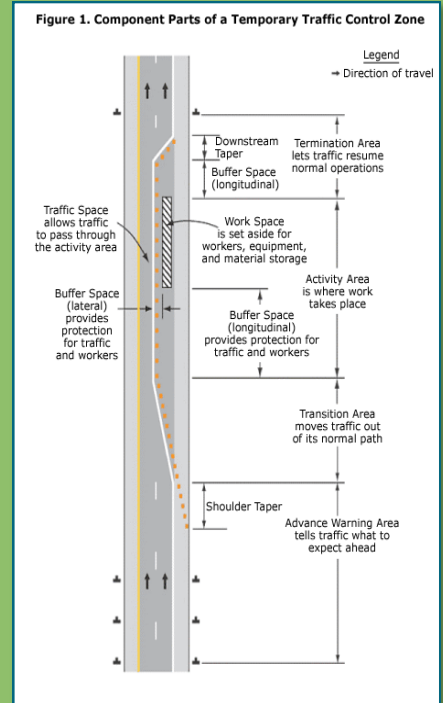 Figure 1. Component Parts of a Temporary Traffic Control Zone
Legend
→ Direction of travel
Downstream
Taper
Termination Area
lets traffic resume
normal operations
Buffer Space
(longitudinal)
Traffic Space
allows traffic
to pass through
the activity area
Work Space
is set aside for
workers, equipment,
and material storage
Activity Area
is where work
takes place
Buffer Space
(lateral)
provides
protection
for traffic
and workers
Buffer Space
(longitudinal)
provides protection for
traffic and workers
Transition Area
moves traffic out
of its normal path
Shoulder Taper
Advance Warning Area
tells traffic what to
expect ahead